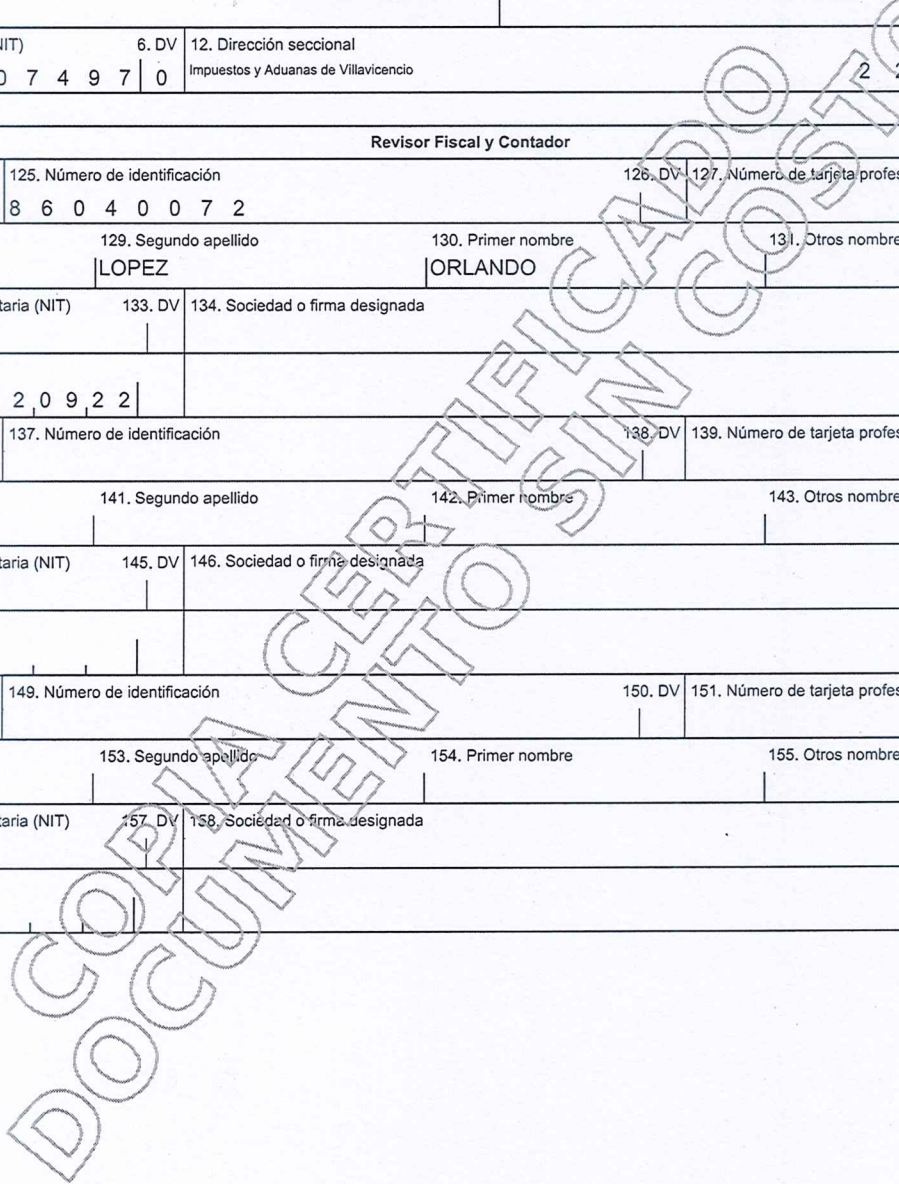 IT) 6. DV 12. Dirección seccional
0 7 4 9 7 0 Impuestos y Aduanas de Villavicencio 2 2
Revisor Fiscal y Contador
125. Número de identificación 126. DV 127. Número de tarjeta profes
8 6 0 4 0 0 7 2
129. Segundo apellido 130. Primer nombre 131. Otros nombre
LOPEZ ORLANDO
taria (NIT) 133. DV 134. Sociedad o firma designada
2 0 9 2 2
137. Número de identificación 138. DV 139. Número de tarjeta profes
141. Segundo apellido 142. Primer nombre 143. Otros nombre
taria (NIT) 145. DV 146. Sociedad o firma designada
149. Número de identificación 150. DV 151. Número de tarjeta profes
153. Segundo apellido 154. Primer nombre 155. Otros nombre
taria (NIT) 157. DV 158. Sociedad o firma designada
COPIA CERTIFICADO
DOCUMENTO SIN COSTO